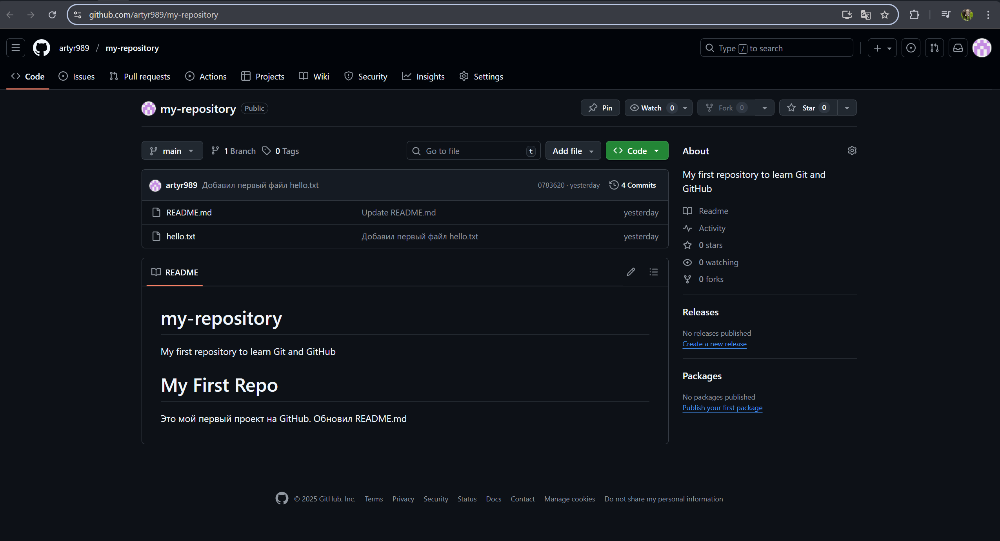 github.com/artyr989/my-repository
artyr989 / my-repository
Type / to search
Code Issues Pull requests Actions Projects Wiki Security Insights Settings
my-repository Public
Pin Watch 0 Fork 0 Star 0
main 1 Branch 0 Tags Go to file t Add file Code
artyr989 Добавил первый файл hello.txt 0783620 · yesterday 4 Commits
README.md Update README.md yesterday
hello.txt Добавил первый файл hello.txt yesterday
README
my-repository
My first repository to learn Git and GitHub
My First Repo
Это мой первый проект на GitHub. Обновил README.md
About
My first repository to learn Git and
GitHub
Readme
Activity
0 stars
0 watching
0 forks
Releases
No releases published
Create a new release
Packages
No packages published
Publish your first package
© 2025 GitHub, Inc. Terms Privacy Security Status Docs Contact Manage cookies Do not share my personal information